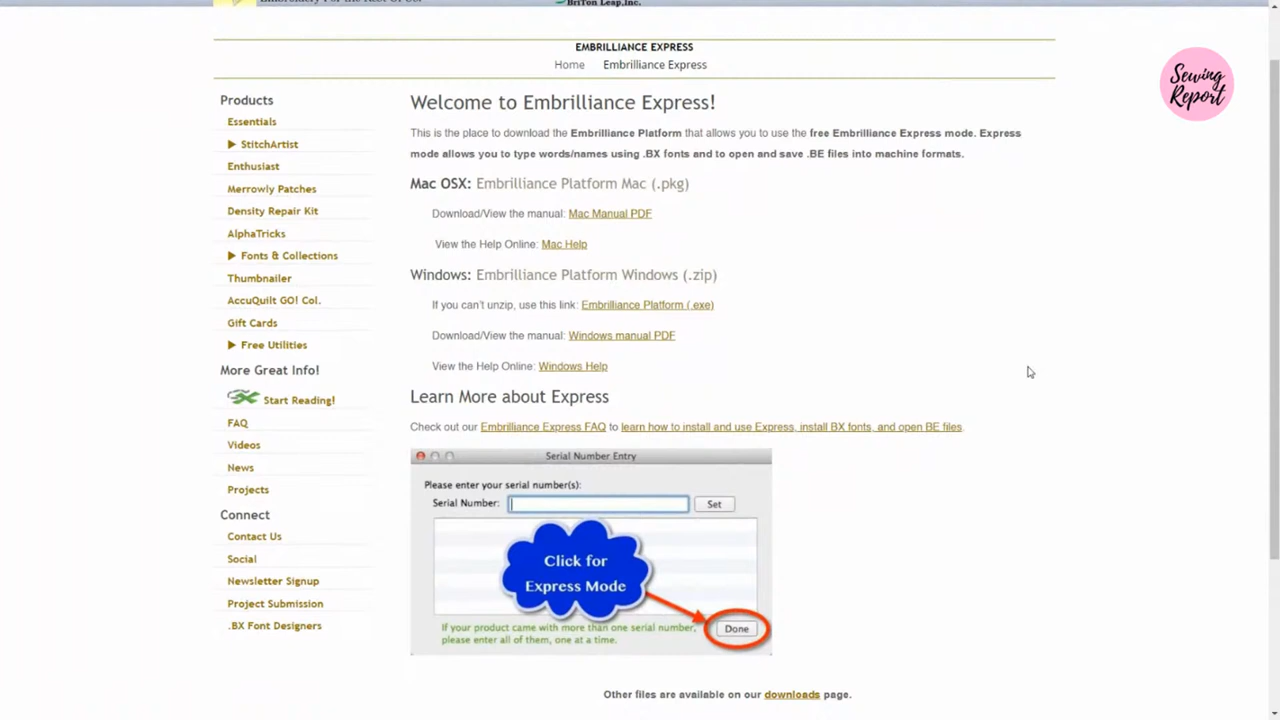 Embroidery For the Rest Of Us!
BriTon Leap, Inc.
EMBRILLIANCE EXPRESS
Home Embrilliance Express
Sewing
Report
Products
Essentials
▶ StitchArtist
Enthusiast
Merrowly Patches
Density Repair Kit
AlphaTricks
▶ Fonts & Collections
Thumbnailer
AccuQuilt GO! Col.
Gift Cards
▶ Free Utilities
More Great Info!
Start Reading!
FAQ
Videos
News
Projects
Connect
Contact Us
Social
Newsletter Signup
Project Submission
.BX Font Designers
Welcome to Embrilliance Express!
This is the place to download the Embrilliance Platform that allows you to use the free Embrilliance Express mode. Express
mode allows you to type words/names using .BX fonts and to open and save .BE files into machine formats.
Mac OSX: Embrilliance Platform Mac (.pkg)
Download/View the manual: Mac Manual PDF
View the Help Online: Mac Help
Windows: Embrilliance Platform Windows (.zip)
If you can't unzip, use this link: Embrilliance Platform (.exe)
Download/View the manual: Windows manual PDF
View the Help Online: Windows Help
Learn More about Express
Check out our Embrilliance Express FAQ to learn how to install and use Express, install BX fonts, and open BE files.
Serial Number Entry
Please enter your serial number(s):
Serial Number: Set
Click for
Express Mode
If your product came with more than one serial number,
please enter all of them, one at a time.
Done
Other files are available on our downloads page.